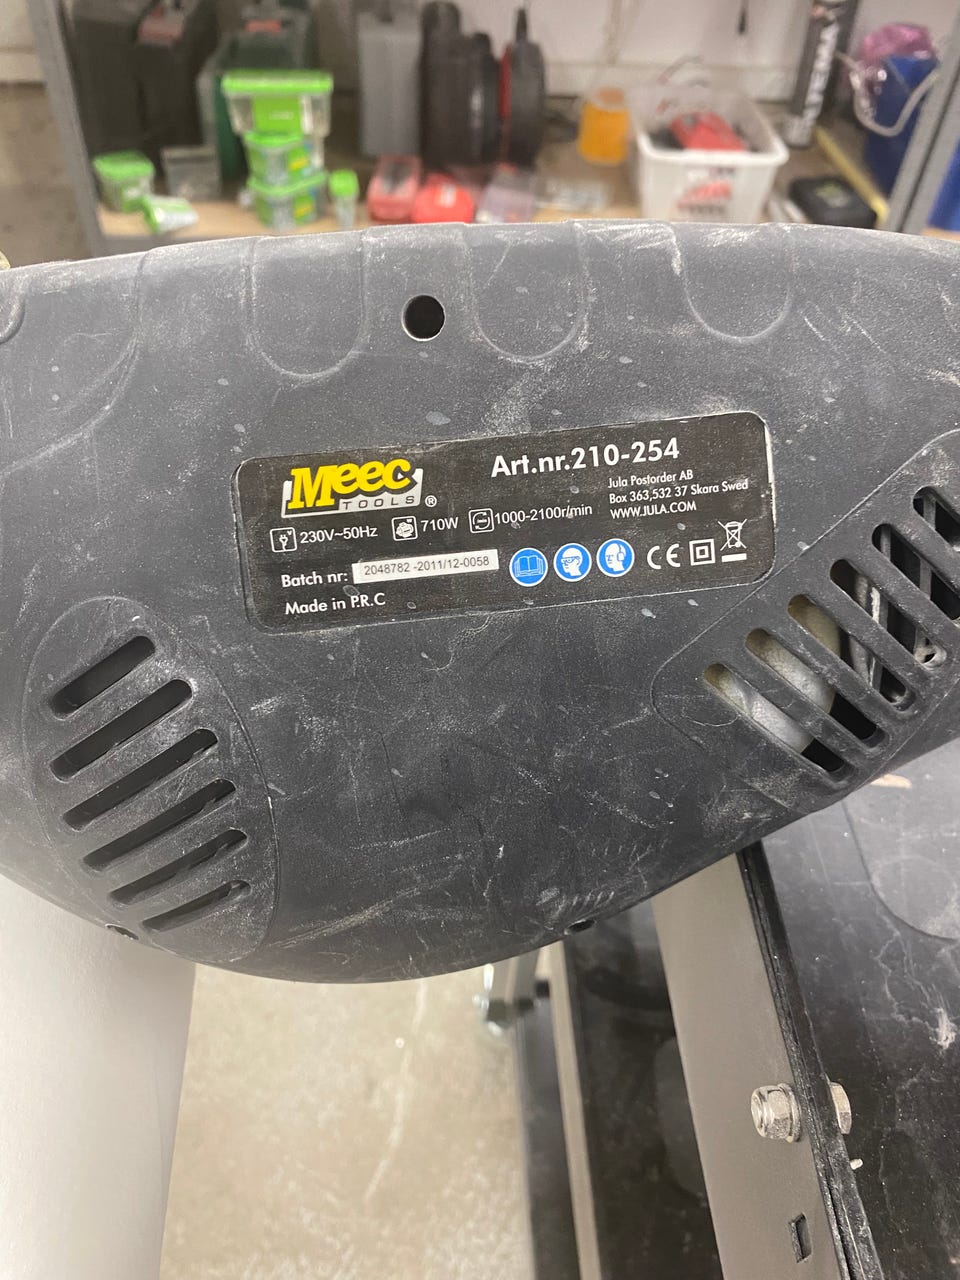 Meec
TOOLS ®
Art.nr.210-254
Jula Postorder AB
Box 363,532 37 Skara Swed
WWW.JULA.COM
230V~50Hz 710W 1000-2100r/min
Batch nr: 2048782 -2011/12-0058
CE
Made in P.R.C